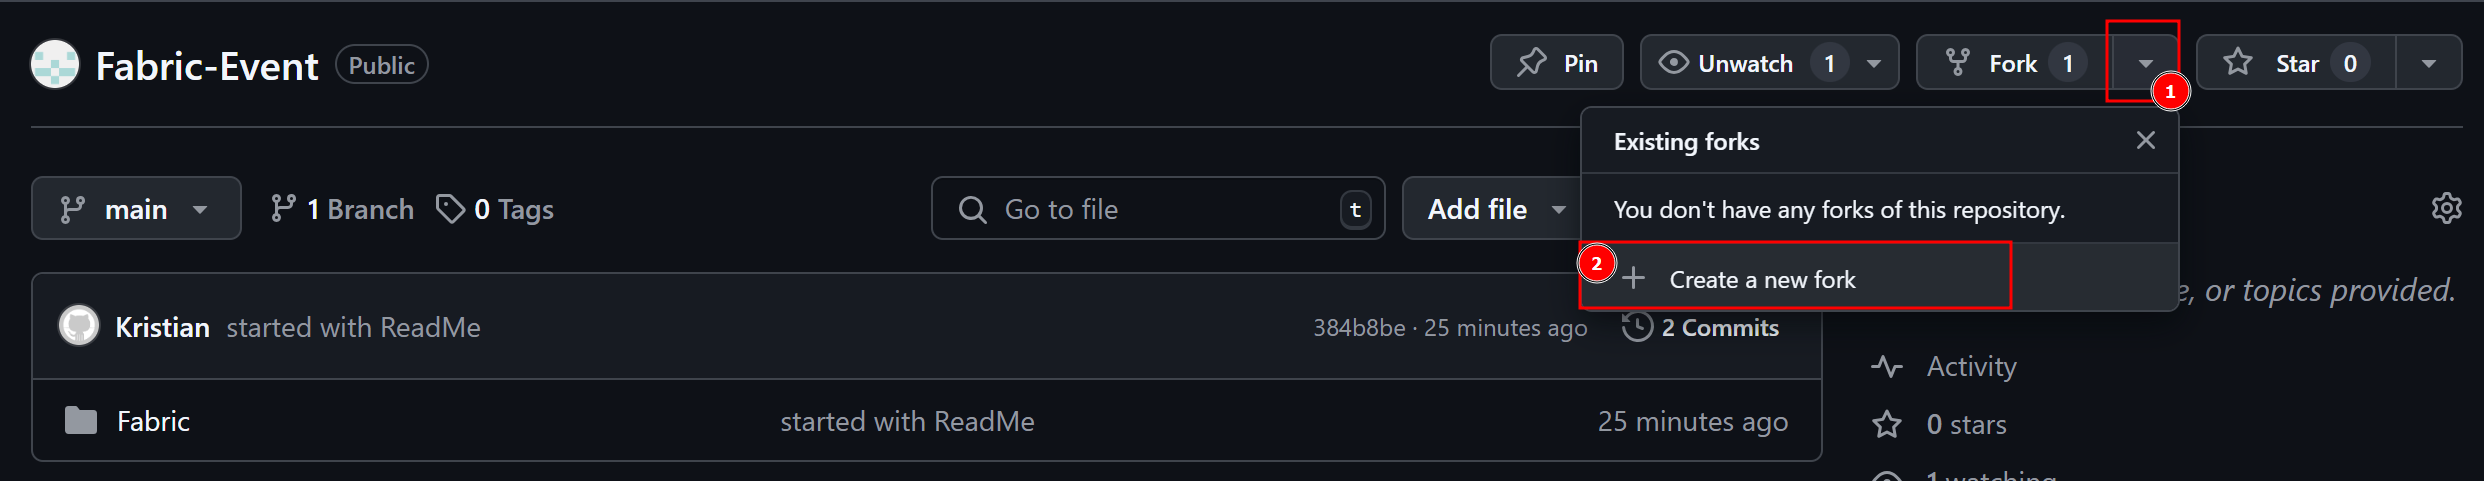 Fabric-Event Public Pin Unwatch 1 Fork 1 Star 0
1
Existing forks
main 1 Branch 0 Tags Go to file t Add file You don't have any forks of this repository.
2 Create a new fork
or topics provided.
Kristian started with ReadMe 384b8be · 25 minutes ago 2 Commits
Activity
Fabric started with ReadMe 25 minutes ago
0 stars
1 watching